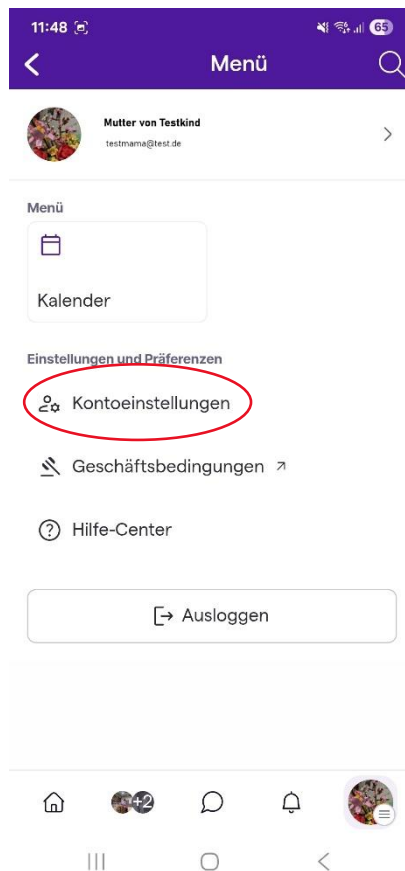 11:48 65
Menü
Mutter von Testkind
testmama@test.de
Menü
Kalender
Einstellungen und Präferenzen
Kontoeinstellungen
Geschäftsbedingungen
Hilfe-Center
Ausloggen
+2